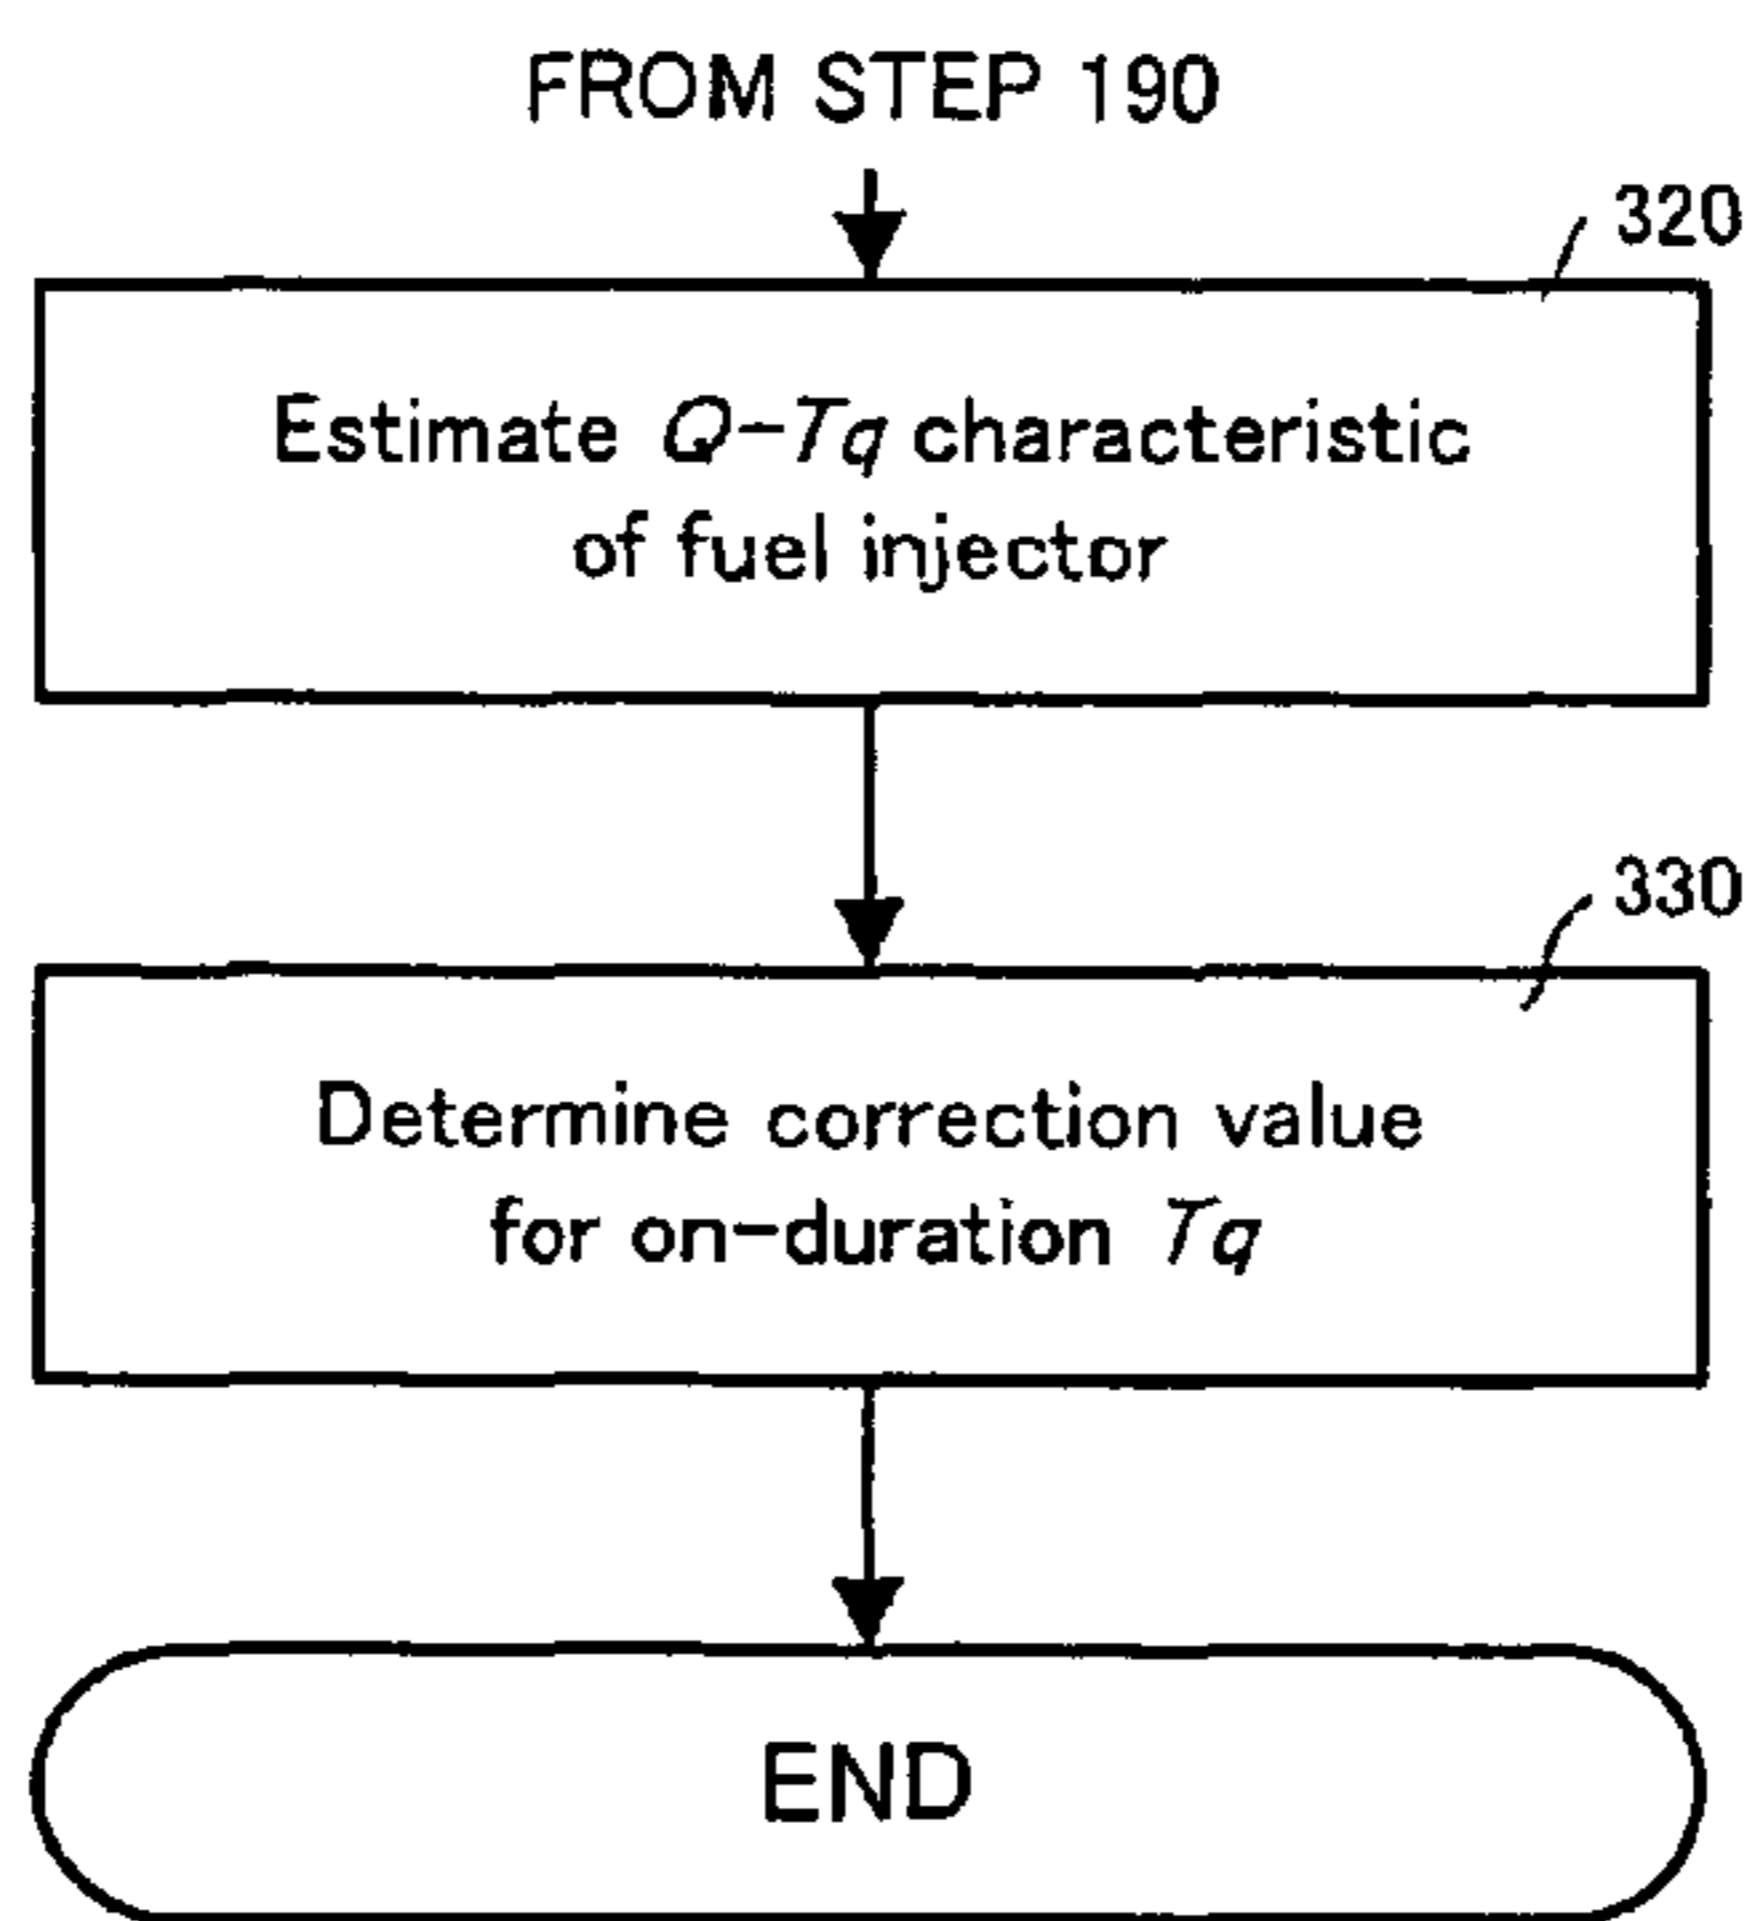 FROM STEP 190
320
Estimate Q-Tq characteristic
of fuel injector
330
Determine correction value
for on-duration Tq
END